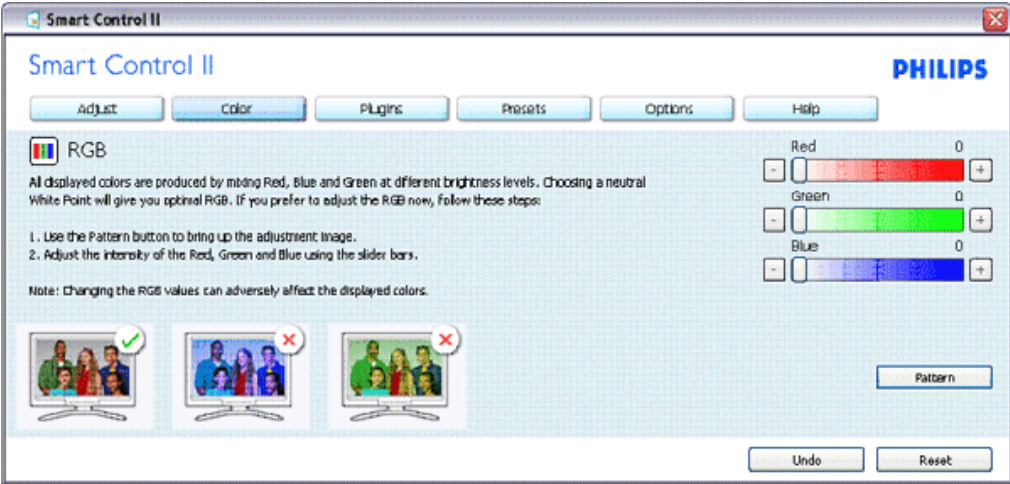 Smart Control II
Smart Control II
PHILIPS
Adjust Color Plugins Presets Options Help
RGB
All displayed colors are produced by mixing Red, Blue and Green at different brightness levels. Choosing a neutral
White Point will give you optimal RGB. If you prefer to adjust the RGB now, follow these steps:
1. Use the Pattern button to bring up the adjustment image.
2. Adjust the intensity of the Red, Green and Blue using the slider bars.
Note: Changing the RGB values can adversely affect the displayed colors.
Red 0
- +
Green 0
- +
Blue 0
- +
Pattern
Undo Reset